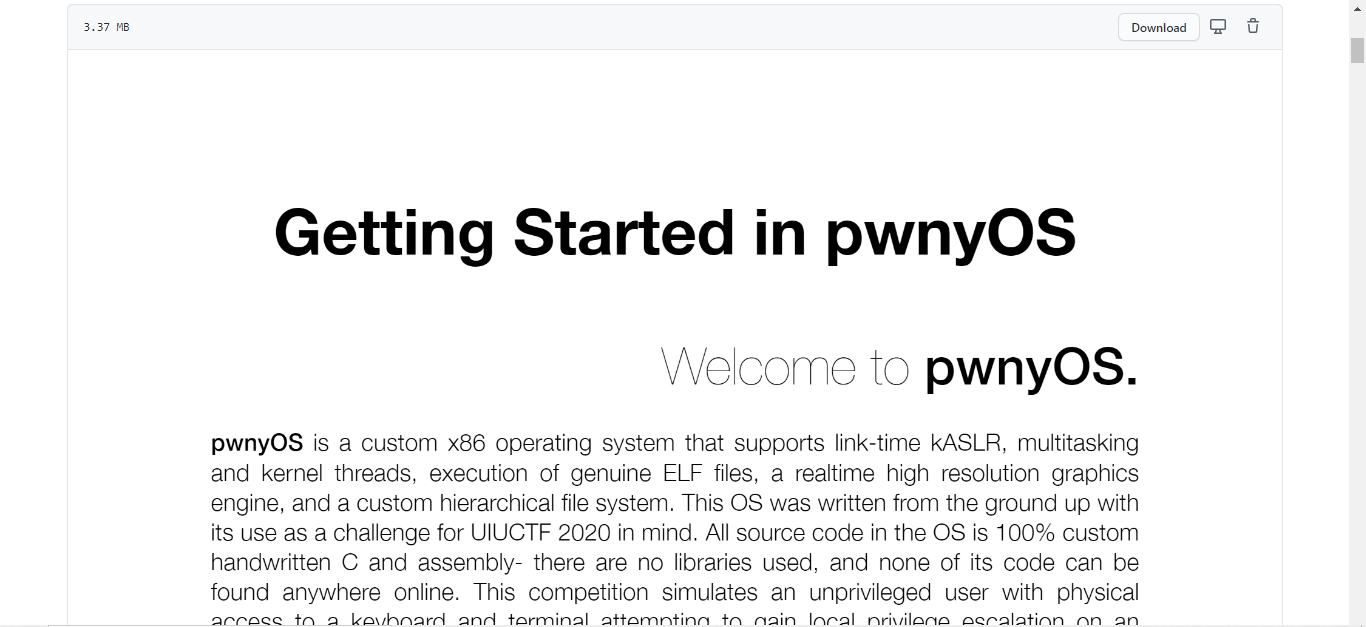 3.37 MB
Download
Getting Started in pwnyOS
Welcome to pwnyOS.
pwnyOS is a custom x86 operating system that supports link-time kASLR, multitasking
and kernel threads, execution of genuine ELF files, a realtime high resolution graphics
engine, and a custom hierarchical file system. This OS was written from the ground up with
its use as a challenge for UIUCTF 2020 in mind. All source code in the OS is 100% custom
handwritten C and assembly- there are no libraries used, and none of its code can be
found anywhere online. This competition simulates an unprivileged user with physical
access to a keyboard and terminal attempting to gain local privilege escalation on an